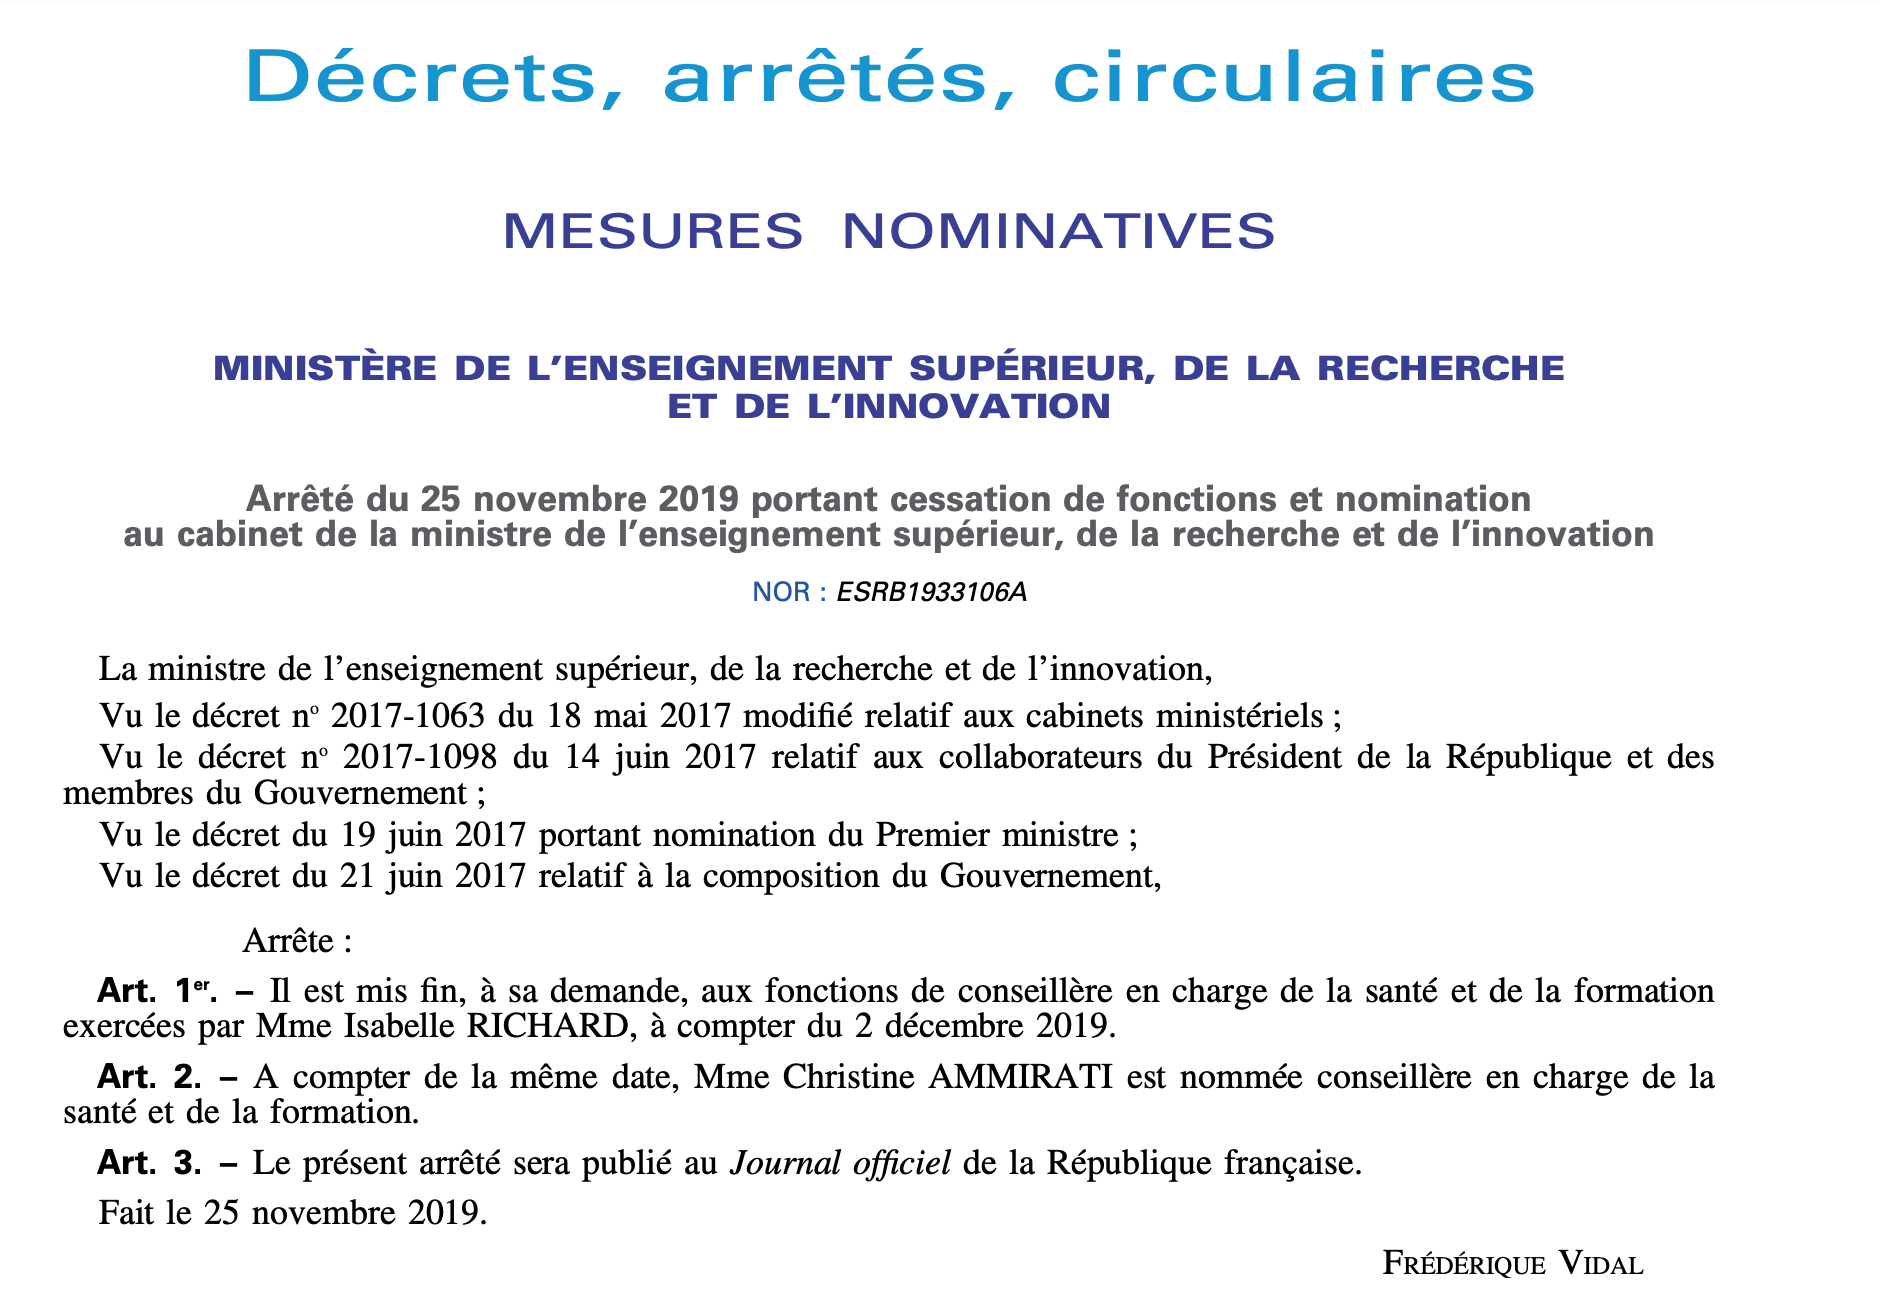 Décrets, arrêtés, circulaires
MESURES NOMINATIVES
MINISTÈRE DE L’ENSEIGNEMENT SUPÉRIEUR, DE LA RECHERCHE
ET DE L’INNOVATION
Arrêté du 25 novembre 2019 portant cessation de fonctions et nomination
au cabinet de la ministre de l’enseignement supérieur, de la recherche et de l’innovation
NOR : ESRB1933106A
La ministre de l’enseignement supérieur, de la recherche et de l’innovation,
Vu le décret nº 2017-1063 du 18 mai 2017 modifié relatif aux cabinets ministériels ;
Vu le décret nº 2017-1098 du 14 juin 2017 relatif aux collaborateurs du Président de la République et des
membres du Gouvernement ;
Vu le décret du 19 juin 2017 portant nomination du Premier ministre ;
Vu le décret du 21 juin 2017 relatif à la composition du Gouvernement,
Arrête :
Art. 1er. – Il est mis fin, à sa demande, aux fonctions de conseillère en charge de la santé et de la formation
exercées par Mme Isabelle RICHARD, à compter du 2 décembre 2019.
Art. 2. – A compter de la même date, Mme Christine AMMIRATI est nommée conseillère en charge de la
santé et de la formation.
Art. 3. – Le présent arrêté sera publié au Journal officiel de la République française.
Fait le 25 novembre 2019.
FRÉDÉRIQUE VIDAL